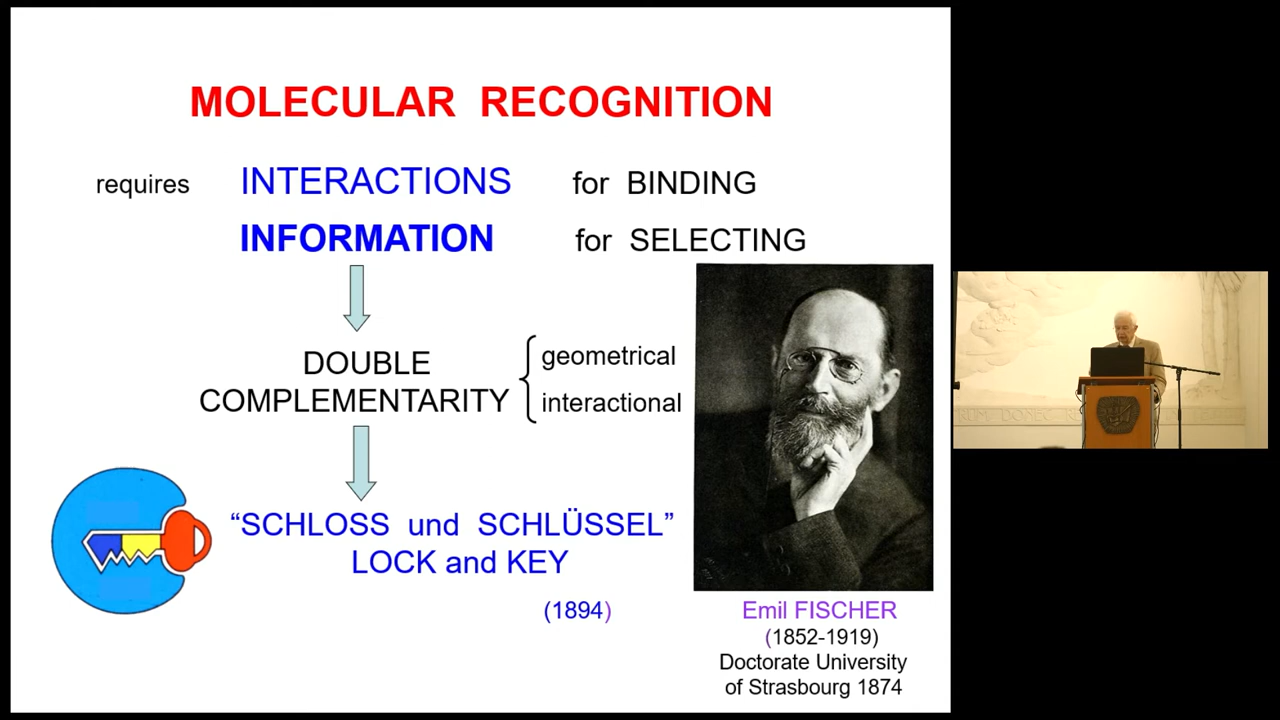 MOLECULAR RECOGNITION
requires INTERACTIONS for BINDING
INFORMATION for SELECTING
DOUBLE
COMPLEMENTARITY
geometrical
interactional
“SCHLOSS und SCHLÜSSEL”
LOCK and KEY
(1894)
Emil FISCHER
(1852-1919)
Doctorate University
of Strasbourg 1874
DONEC